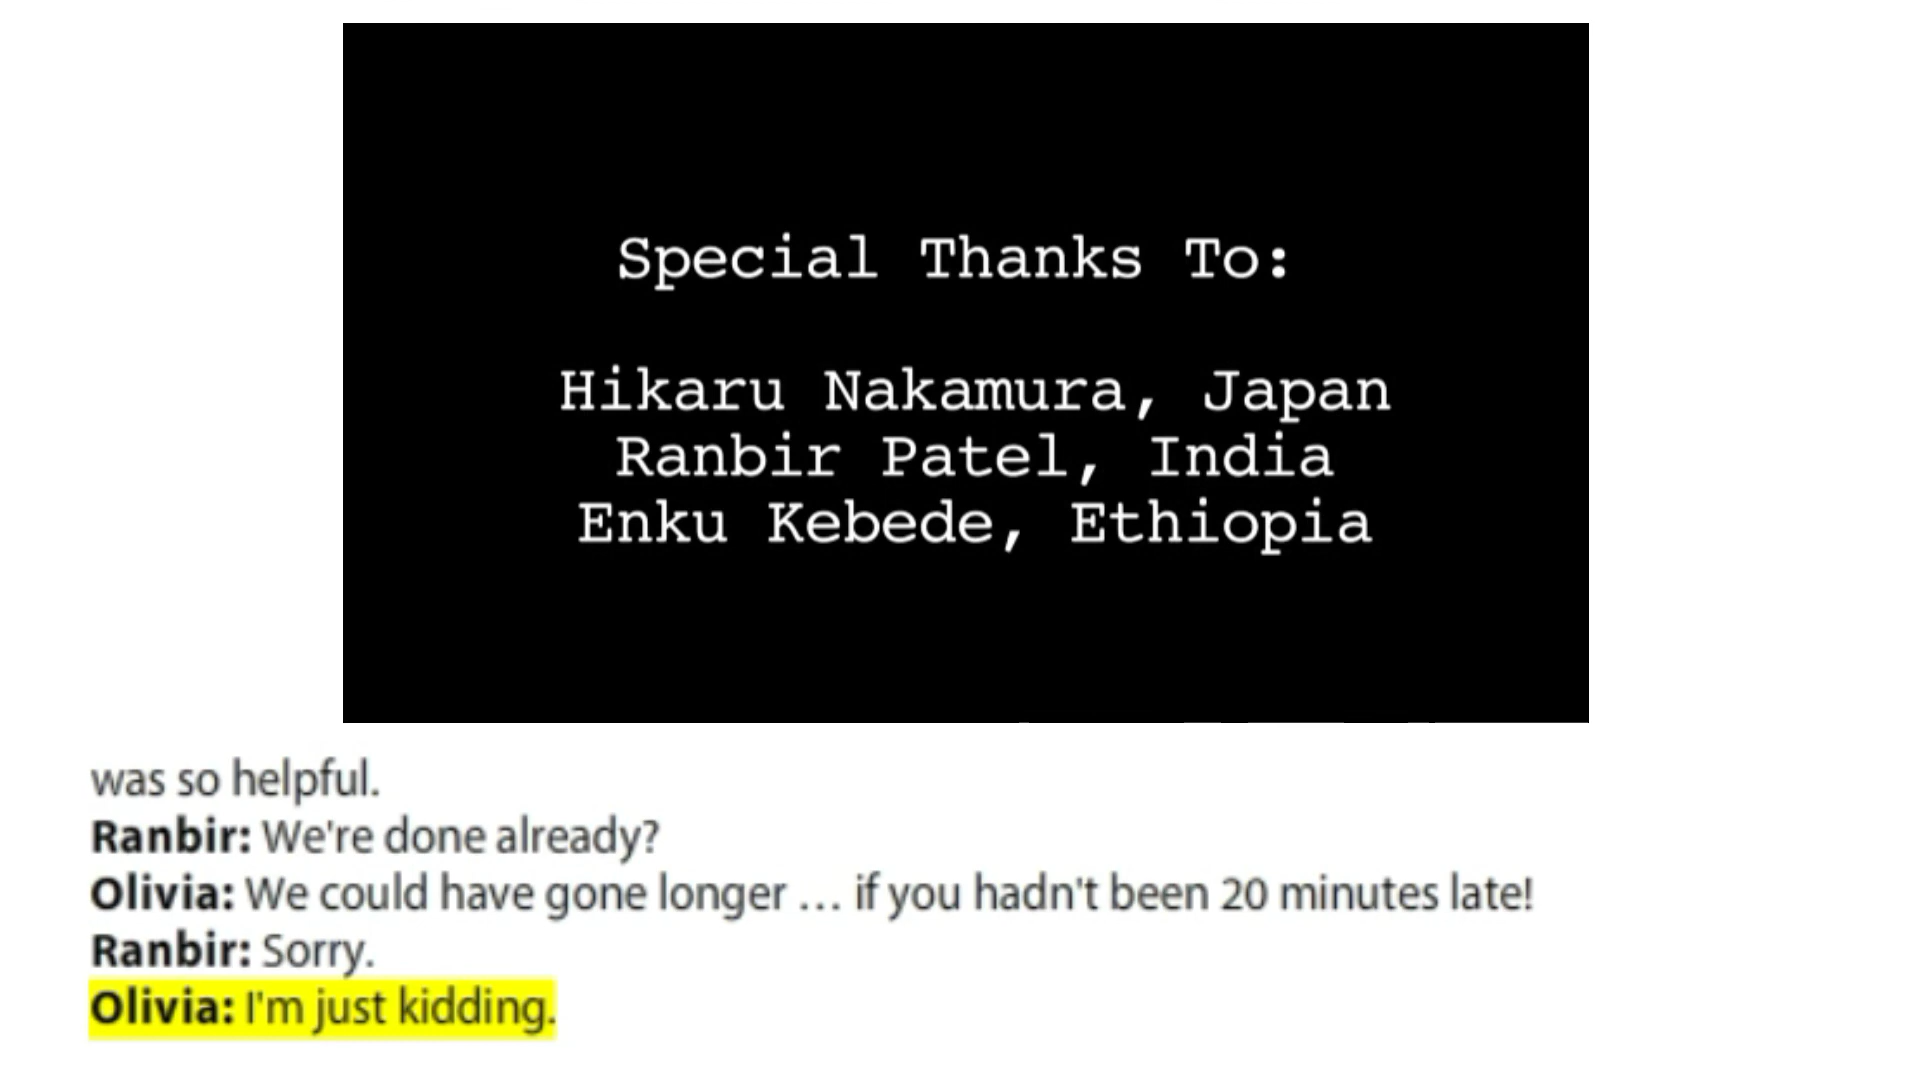 Special Thanks To:
Hikaru Nakamura, Japan
Ranbir Patel, India
Enku Kebede, Ethiopia
was so helpful.
Ranbir: We're done already?
Olivia: We could have gone longer … if you hadn't been 20 minutes late!
Ranbir: Sorry.
Olivia: I'm just kidding.